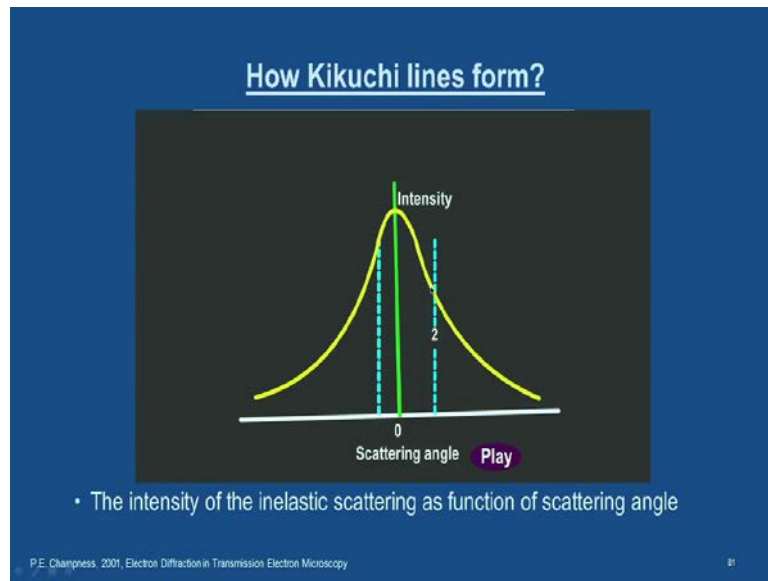 How Kikuchi lines form?
Intensity
2
0
Scattering angle Play
• The intensity of the inelastic scattering as function of scattering angle
P.E. Champness, 2001, Electron Diffraction in Transmission Electron Microscopy 81